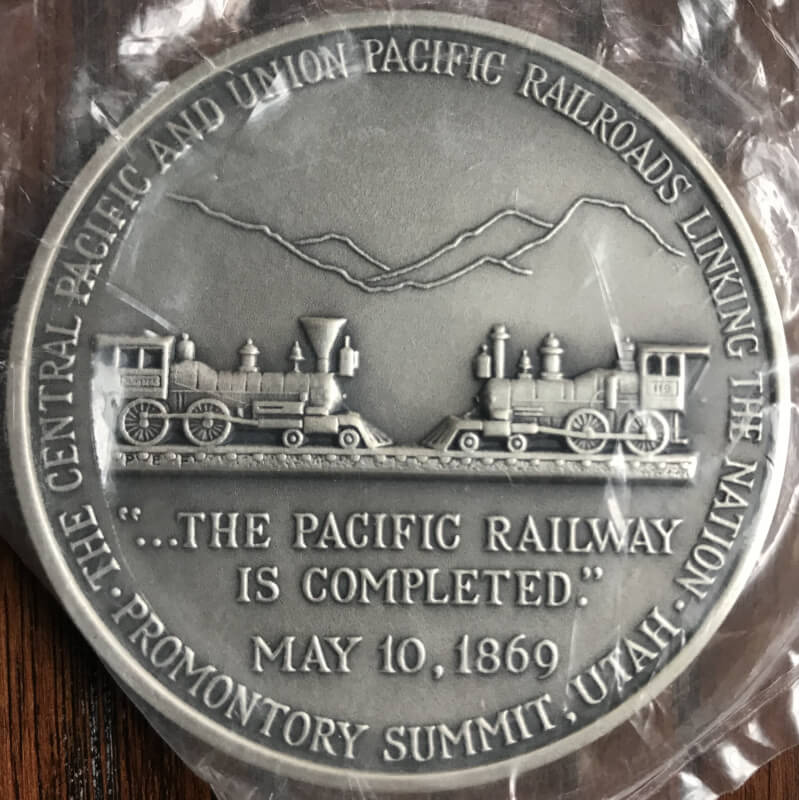 THE CENTRAL PACIFIC AND UNION PACIFIC RAILROADS LINKING THE NATION ·
PROMONTORY SUMMIT, UTAH ·
119
“...THE PACIFIC RAILWAY
IS COMPLETED.”
MAY 10, 1869